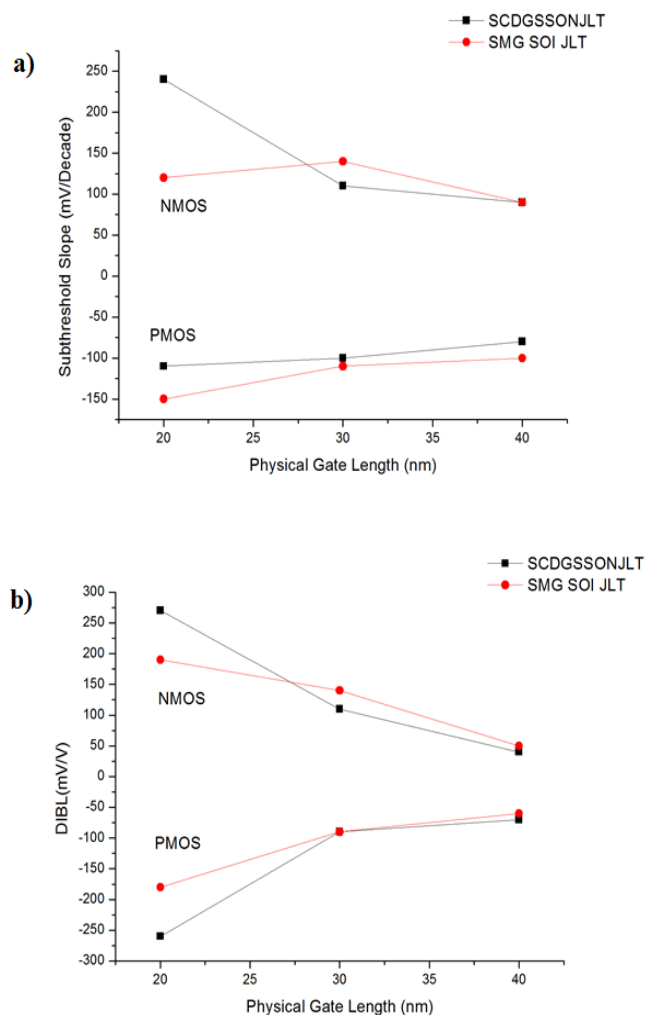 SCDGSSONJLT
SMG SOI JLT
a)
250
200
150
100
50
0
-50
-100
-150
NMOS
PMOS
Subthreshold Slope (mV/Decade)
20
25
30
35
40
Physical Gate Length (nm)
SCDGSSONJLT
SMG SOI JLT
b)
300
250
200
150
100
50
0
-50
-100
-150
-200
-250
-300
NMOS
PMOS
DIBL(mV/V)
20
25
30
35
40
Physical Gate Length (nm)